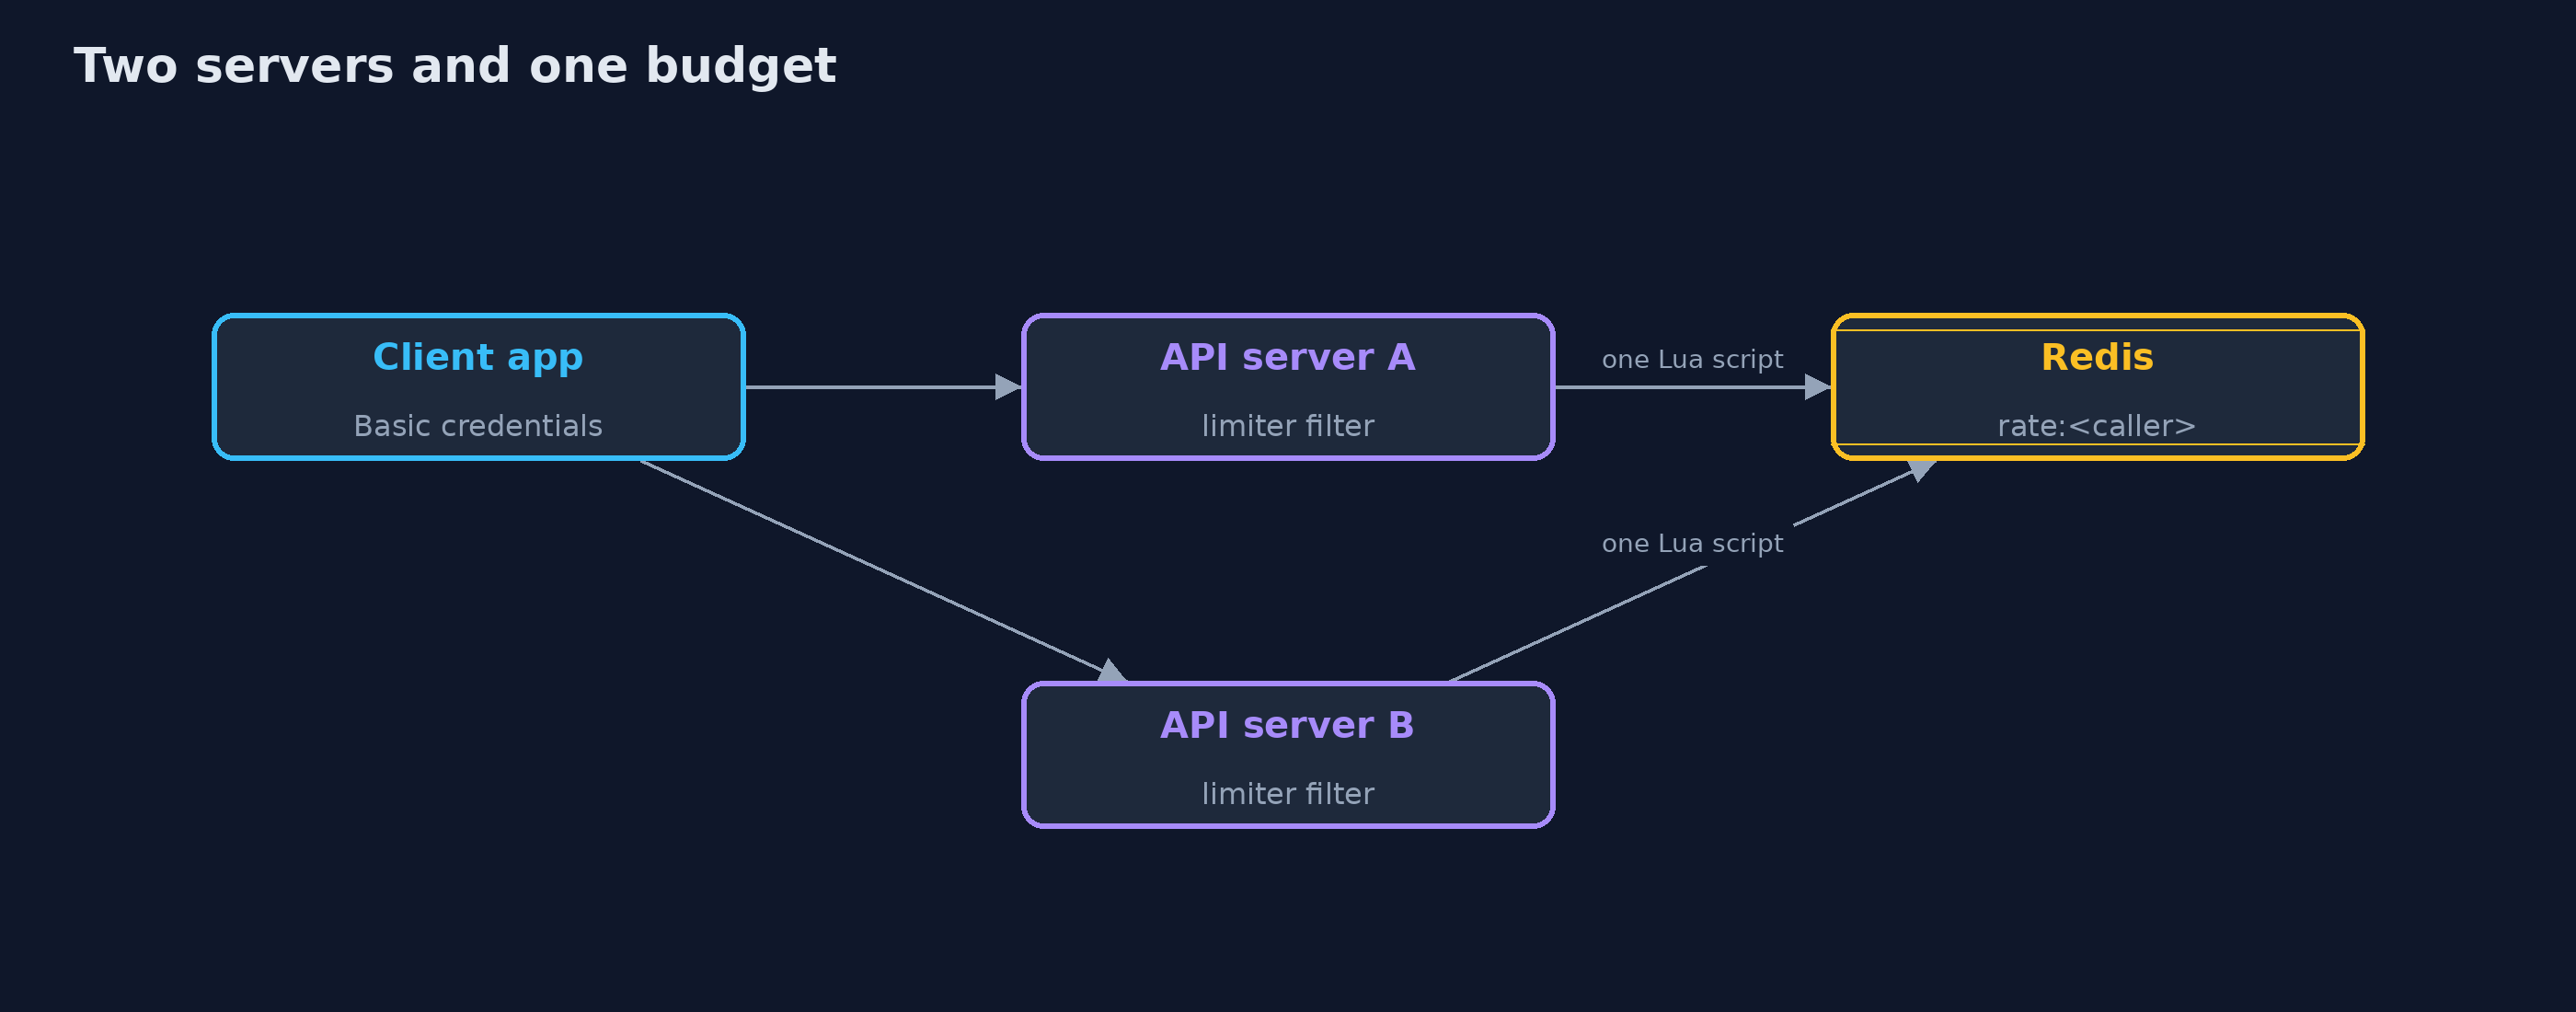 Two servers and one budget
Client app
Basic credentials
API server A
limiter filter
one Lua script
Redis
rate:<caller>
one Lua script
API server B
limiter filter